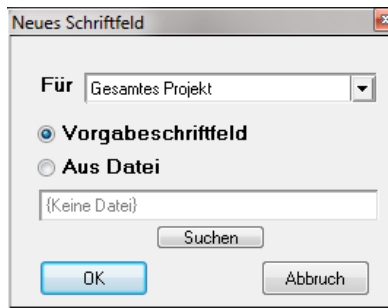 Neues Schriftfeld
Für Gesamtes Projekt
Vorgabeschriftfeld
Aus Datei
{Keine Datei}
Suchen
OK Abbruch